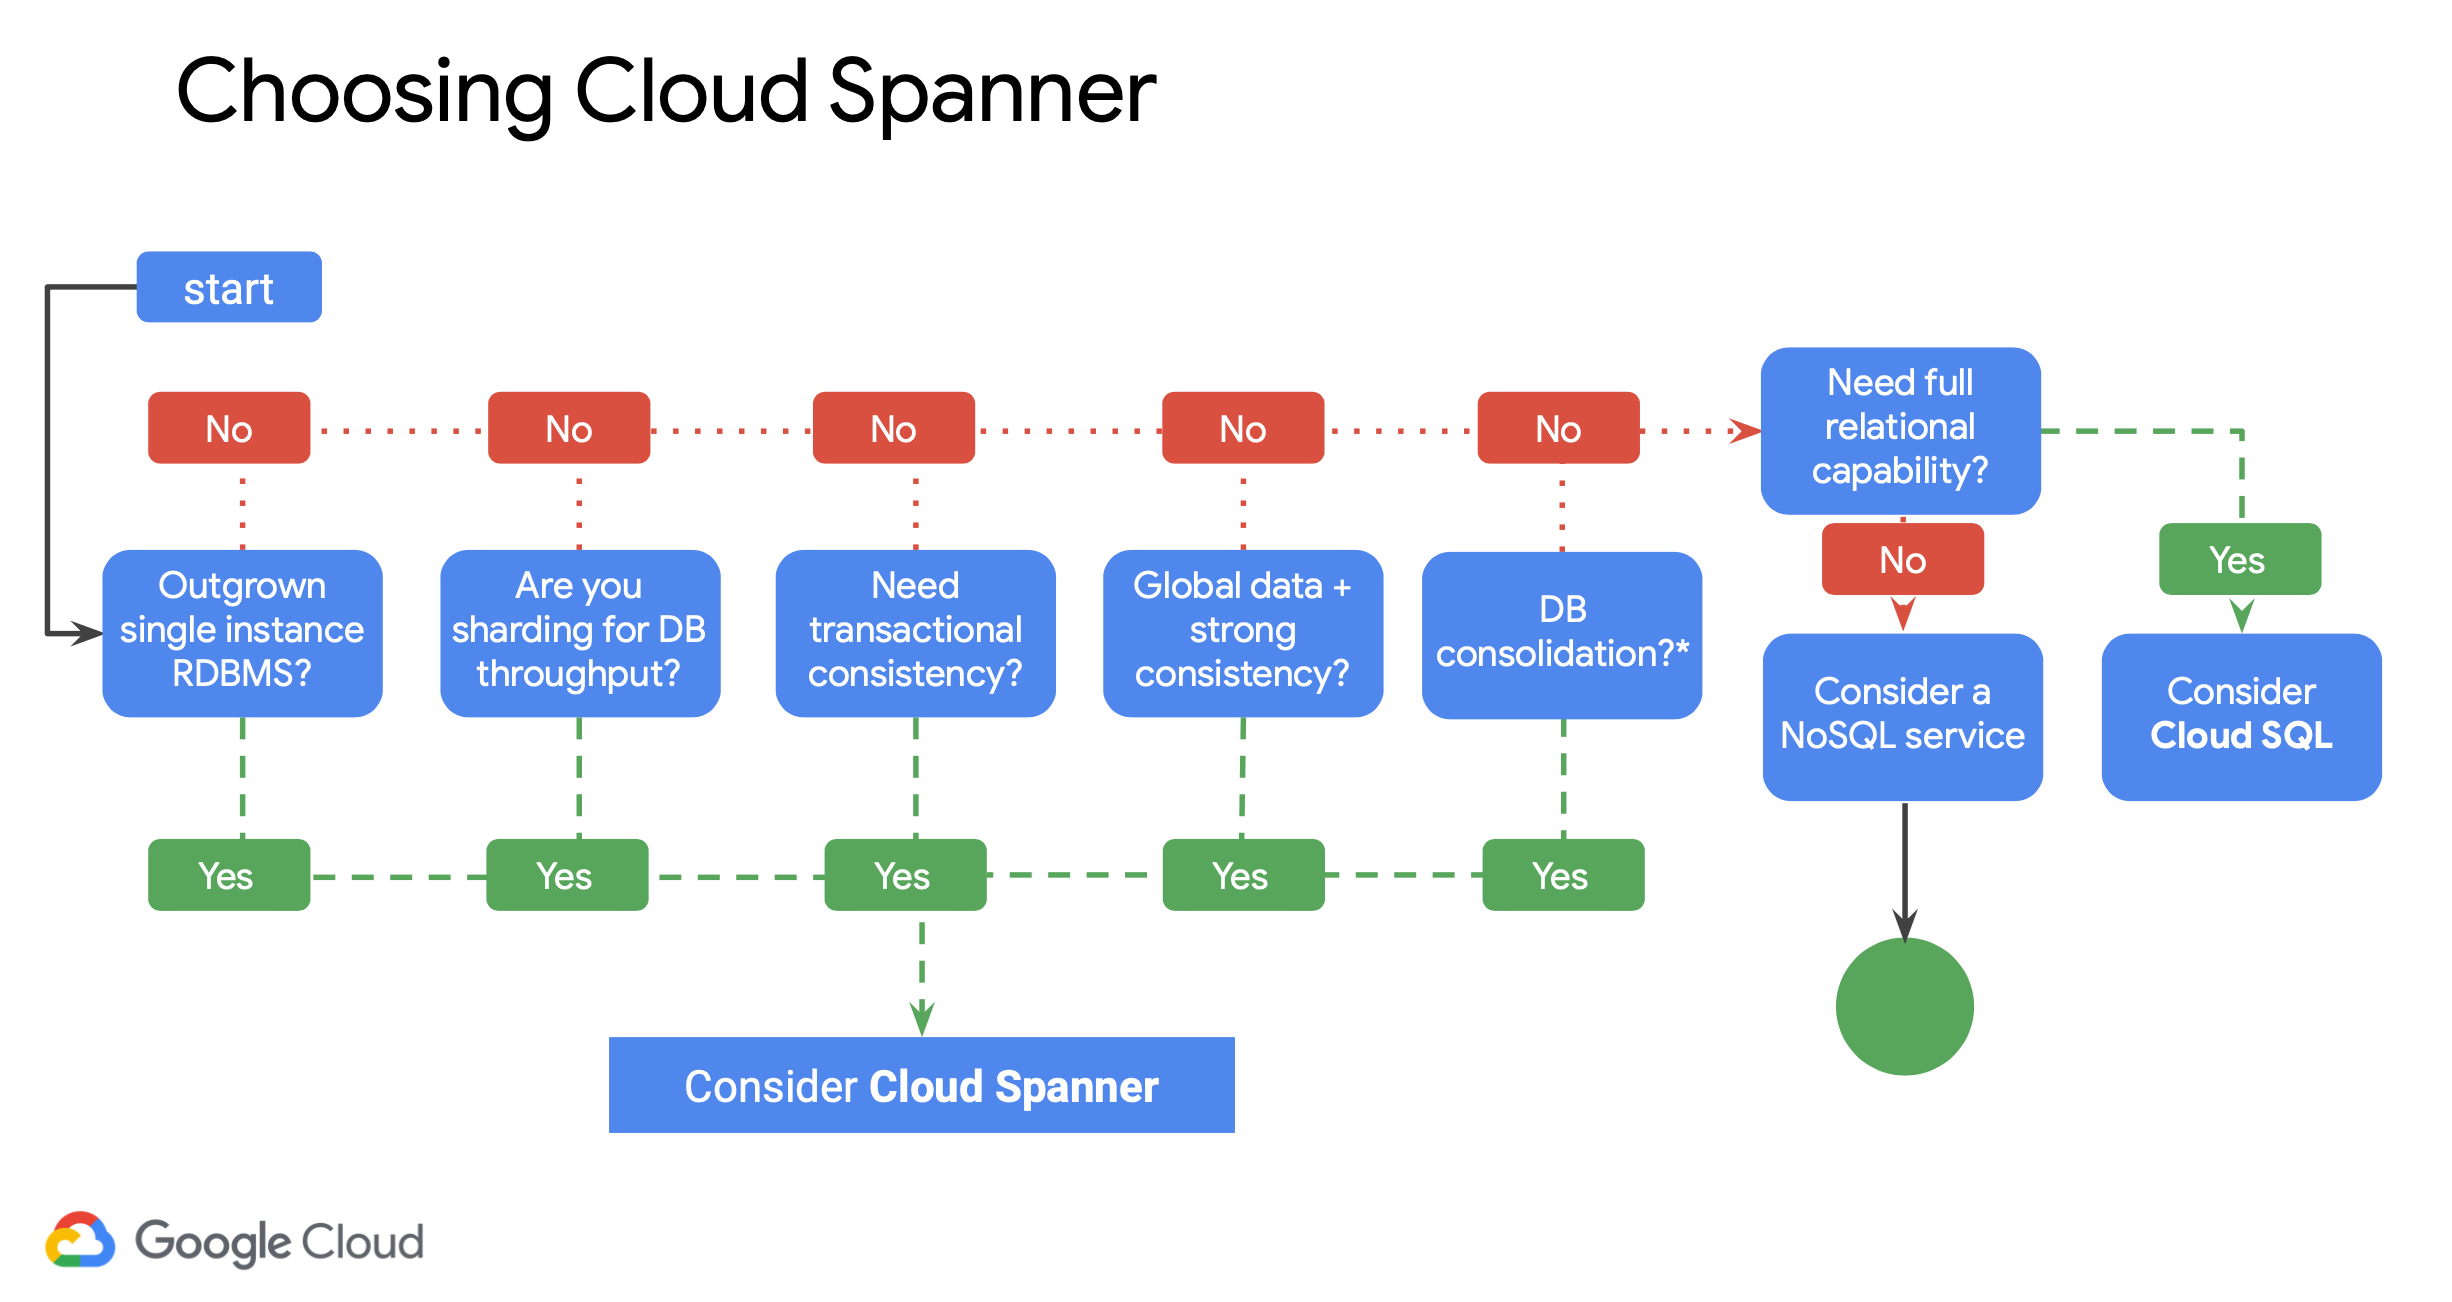 Choosing Cloud Spanner
start
No
No
No
No
No
Need full
relational
capability?
No
Yes
Outgrown
single instance
RDBMS?
Are you
sharding for DB
throughput?
Need
transactional
consistency?
Global data +
strong
consistency?
DB
consolidation?*
Consider a
NoSQL service
Consider
Cloud SQL
Yes
Yes
Yes
Yes
Yes
Consider Cloud Spanner
Google Cloud